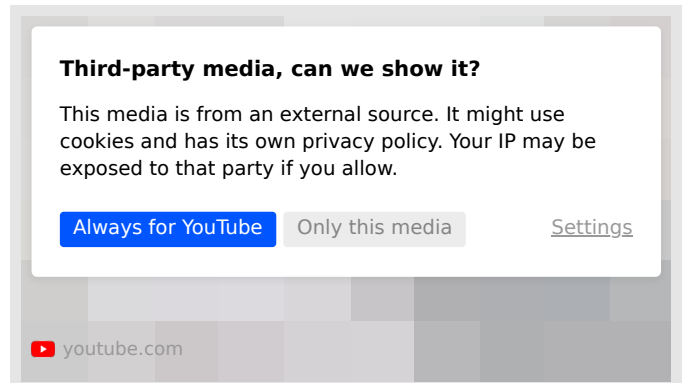 Third-party media, can we show it?
This media is from an external source. It might use
cookies and has its own privacy policy. Your IP may be
exposed to that party if you allow.
Always for YouTube
Only this media
Settings
youtube.com